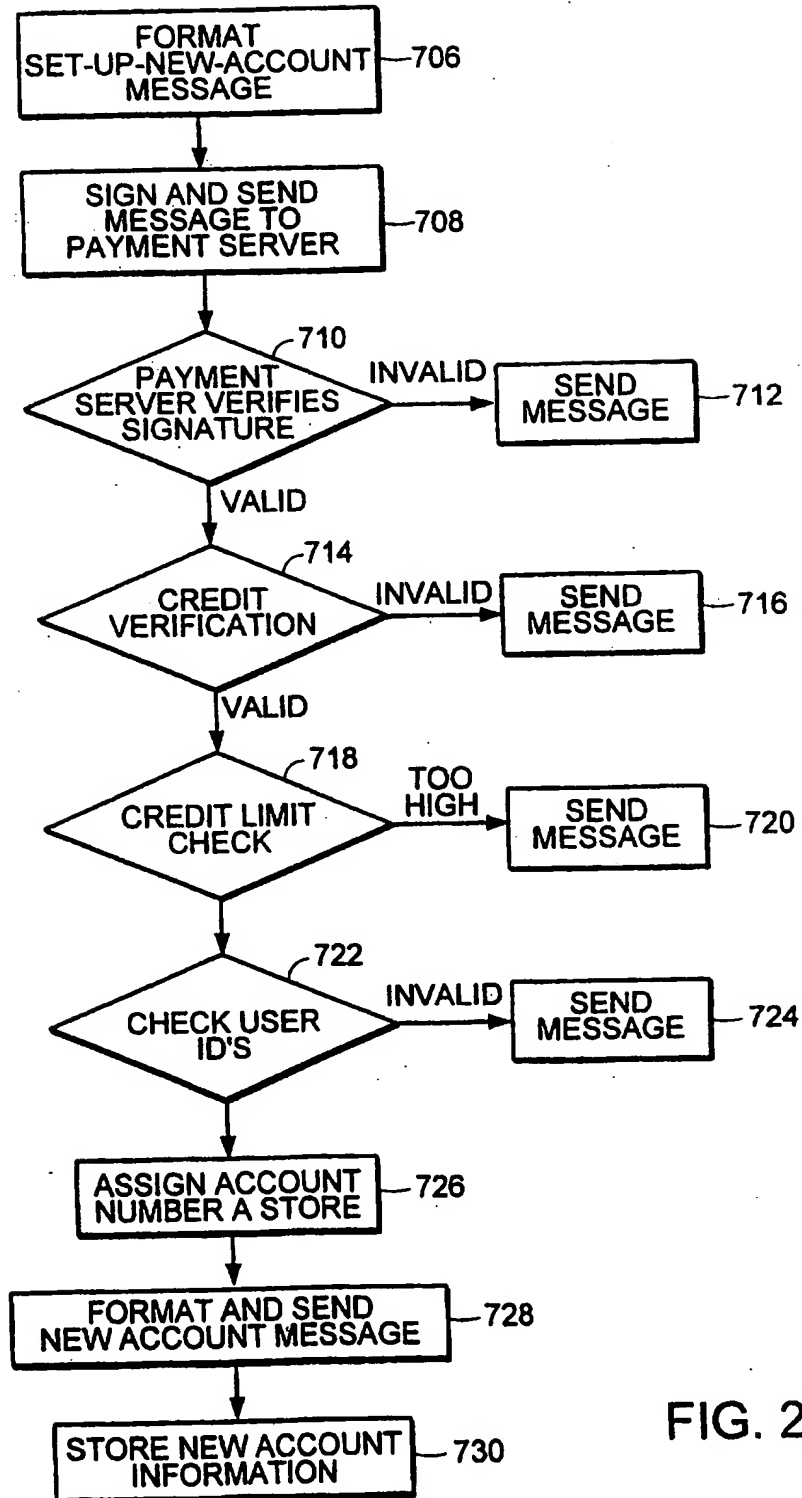 FORMAT
SET-UP-NEW-ACCOUNT
MESSAGE
706
SIGN AND SEND
MESSAGE TO
PAYMENT SERVER
708
710
PAYMENT
SERVER VERIFIES
SIGNATURE
INVALID
SEND
MESSAGE
712
VALID
714
CREDIT
VERIFICATION
INVALID
SEND
MESSAGE
716
VALID
718
CREDIT LIMIT
CHECK
TOO
HIGH
SEND
MESSAGE
720
722
CHECK USER
ID'S
INVALID
SEND
MESSAGE
724
ASSIGN ACCOUNT
NUMBER A STORE
726
FORMAT AND SEND
NEW ACCOUNT MESSAGE
728
STORE NEW ACCOUNT
INFORMATION
730
FIG. 2